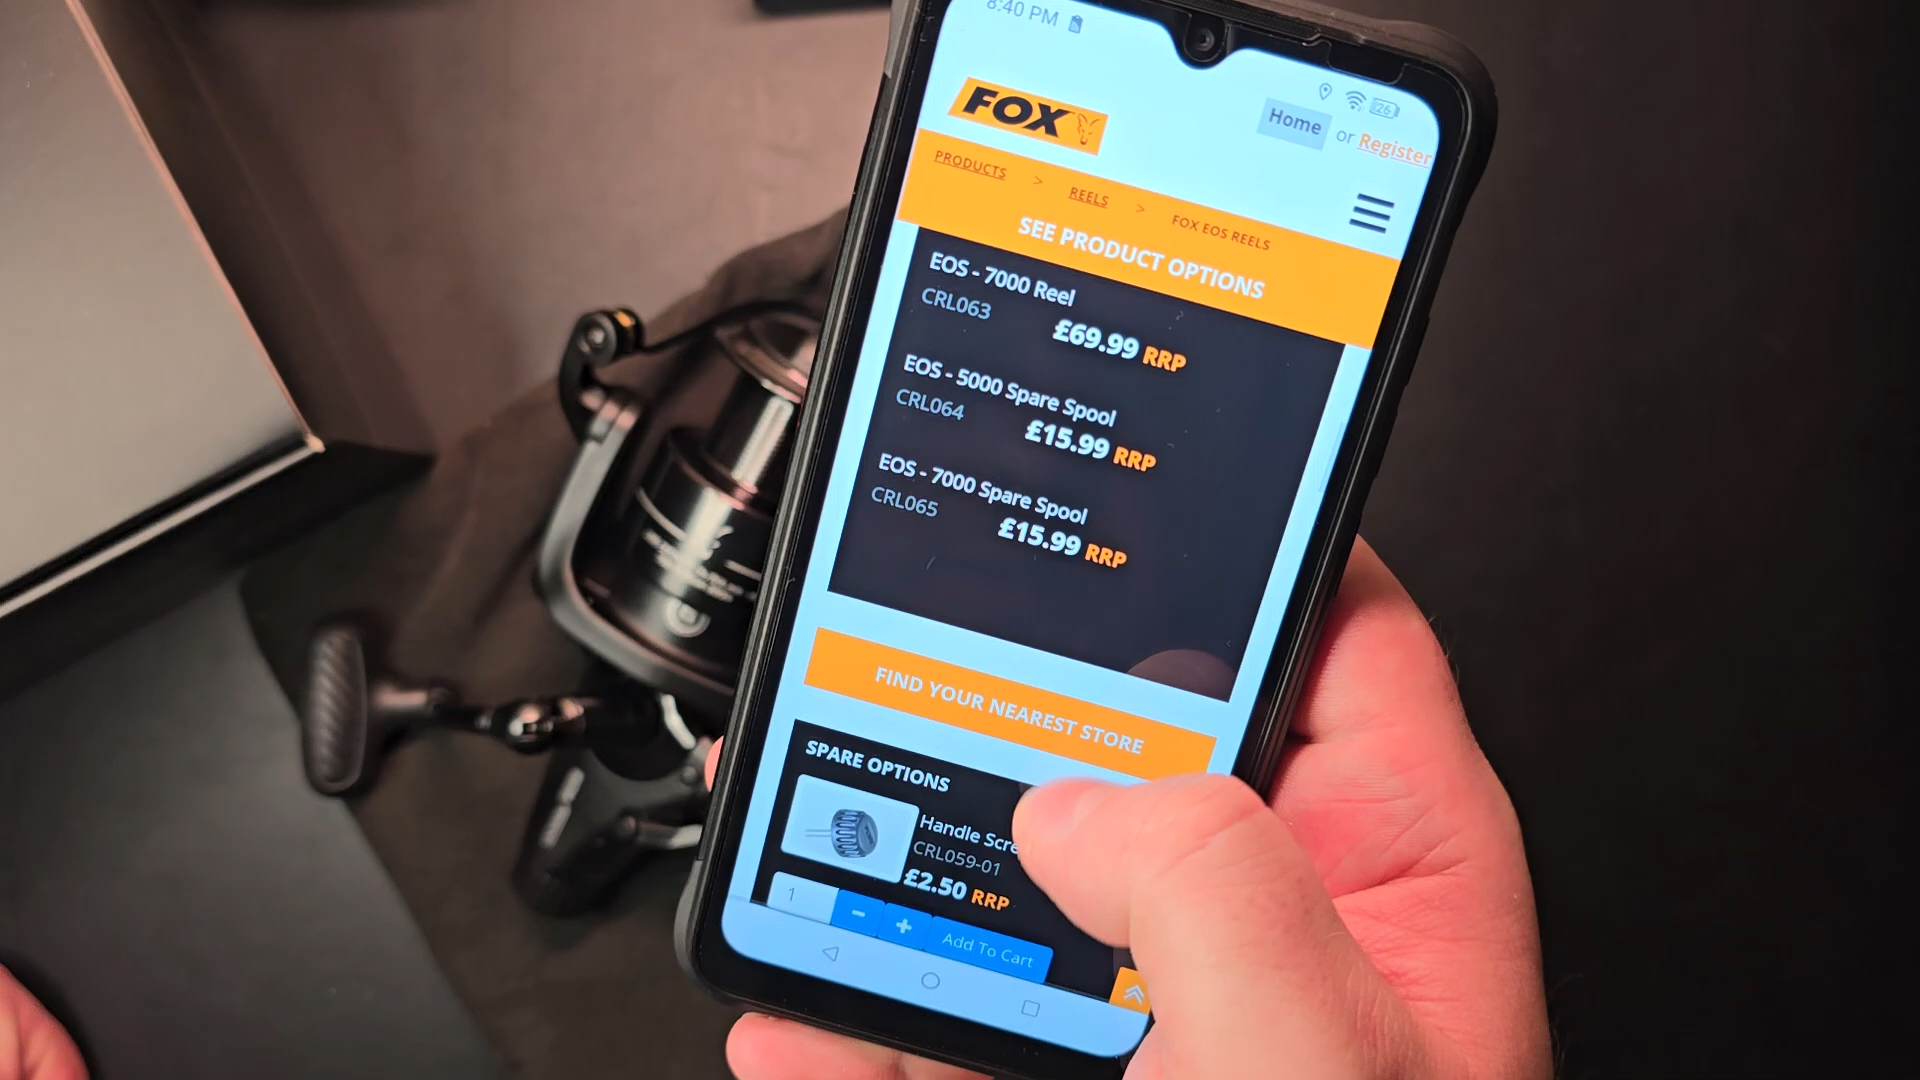 8:40 PM
26
FOX
Home or Register
PRODUCTS > REELS > FOX EOS REELS
SEE PRODUCT OPTIONS
EOS - 7000 Reel
CRL063
£69.99 RRP
EOS - 5000 Spare Spool
CRL064
£15.99 RRP
EOS - 7000 Spare Spool
CRL065
£15.99 RRP
FIND YOUR NEAREST STORE
SPARE OPTIONS
Handle Scre
CRL059-01
£2.50 RRP
1 - + Add To Cart